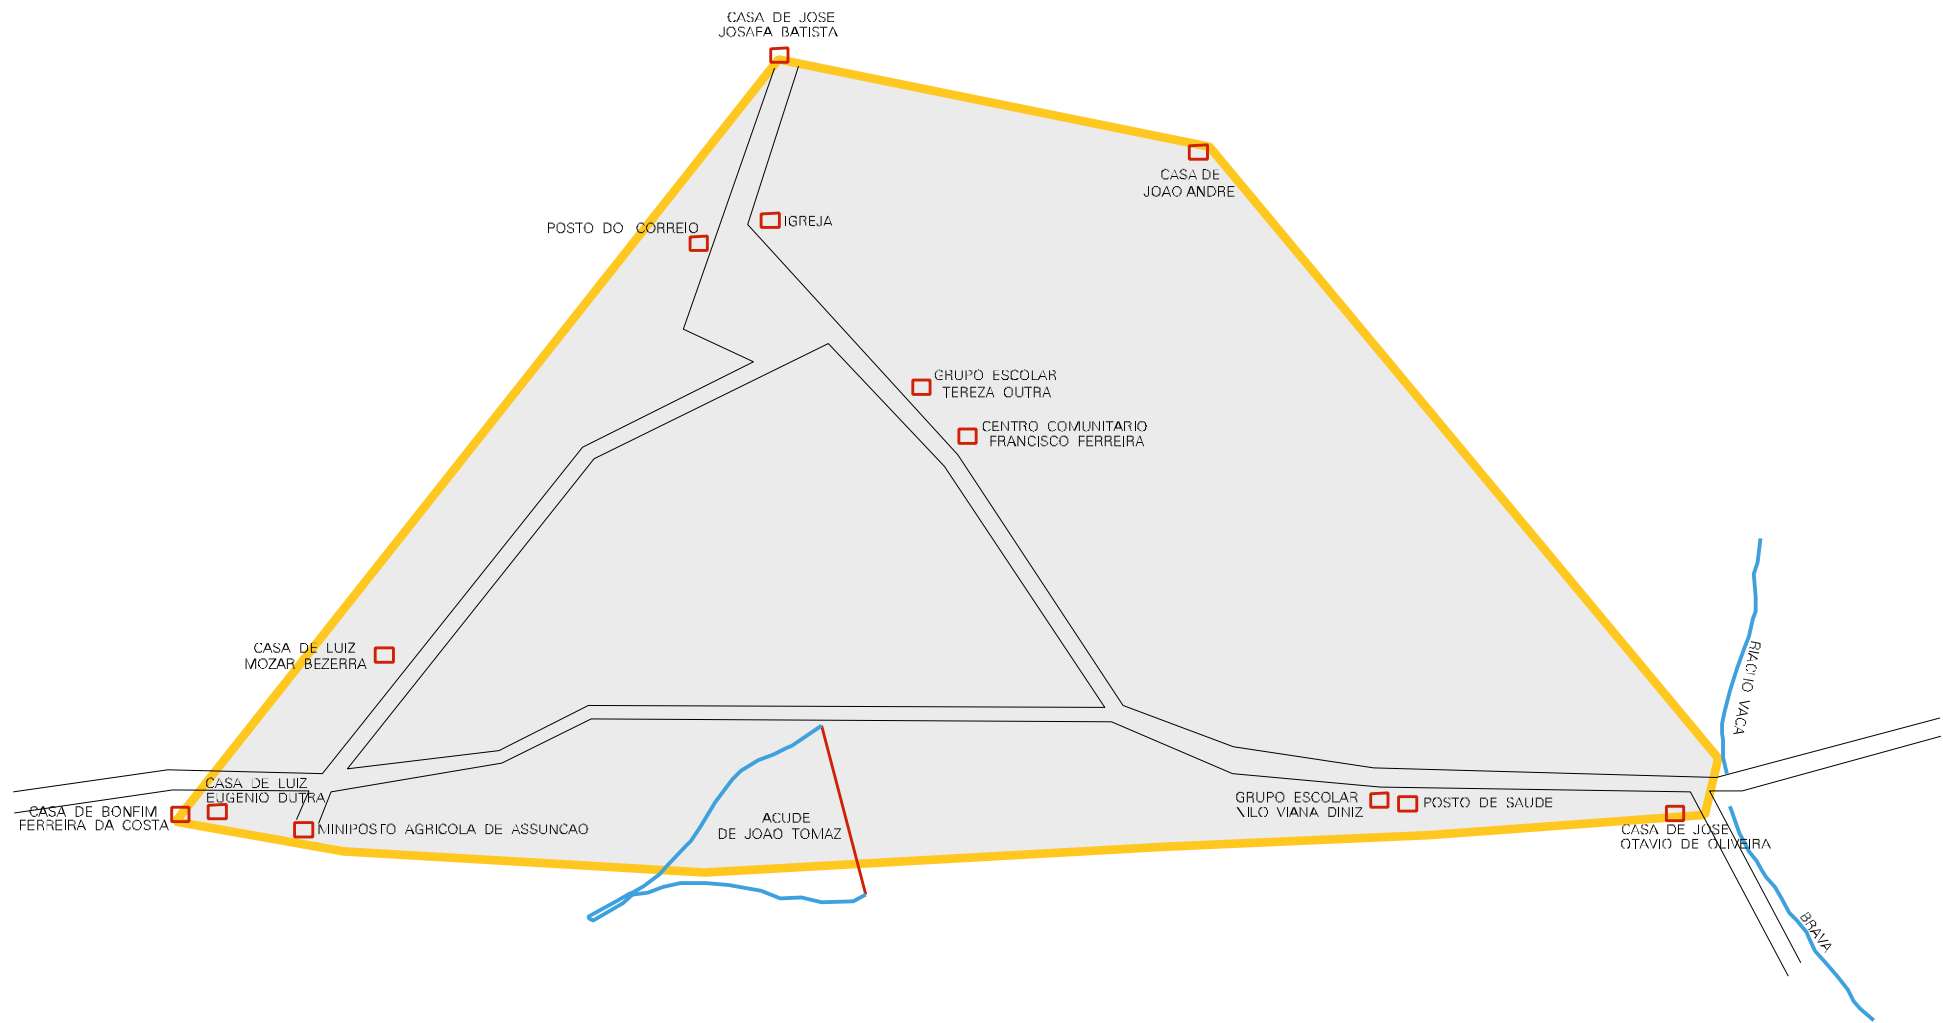 CASA DE JOSE
JOSAFA BATISTA
CASA DE
JOAO ANDRE
POSTO DO CORREIO
IGREJA
GRUPO ESCOLAR
TEREZA OUTRA
CENTRO COMUNITARIO
FRANCISCO FERREIRA
CASA DE LUIZ
MOZAR BEZERRA
RIACHO VACA
BRAVA
CASA DE LUIZ
EUGENIO DUTRA
CASA DE BONFIM
FERREIRA DA COSTA
MINIPOSTO AGRICOLA DE ASSUNCAO
ACUDE
DE JOAO TOMAZ
GRUPO ESCOLAR
NILO VIANA DINIZ
POSTO DE SAUDE
CASA DE JOSE
OTAVIO DE OLIVEIRA